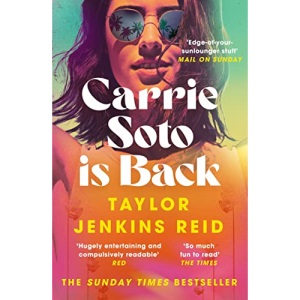 'Edge-of-your-
sunlounger stuff'
MAIL ON SUNDAY
Carrie
Soto
is Back
TAYLOR
JENKINS REID
'Hugely entertaining and
compulsively readable'
RED
'So much
fun to read'
THE TIMES
THE SUNDAY TIMES BESTSELLER